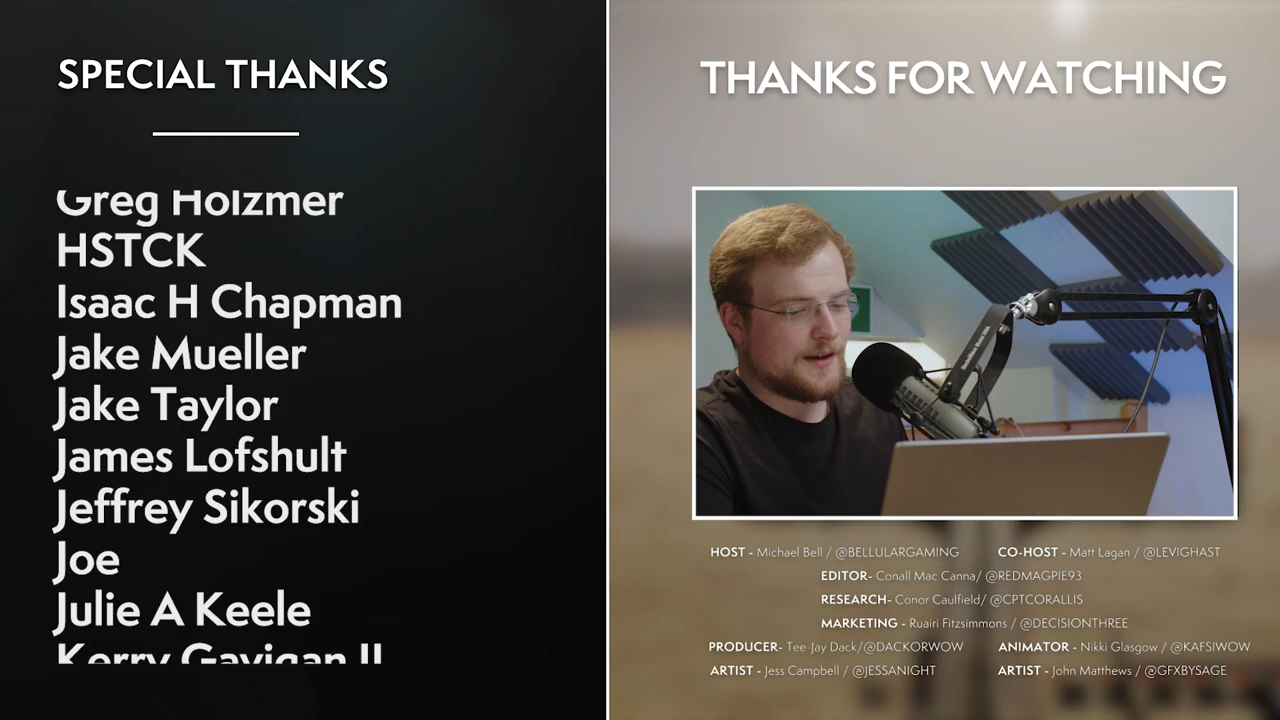 SPECIAL THANKS
Greg Holzmer
HSTCK
Isaac H Chapman
Jake Mueller
Jake Taylor
James Lofshult
Jeffrey Sikorski
Joe
Julie A Keele
Kerry Gavigan II
THANKS FOR WATCHING
HOST - Michael Bell / @BELLULARGAMING
CO-HOST - Matt Lagan / @LEVIGHAST
EDITOR- Conall Mac Canna/ @REDMAGPIE93
RESEARCH- Conor Caulfield/ @CPTCORALLIS
MARKETING - Ruairi Fitzsimmons / @DECISIONTHREE
PRODUCER- Tee-Jay Dack/@DACKORWOW
ANIMATOR - Nikki Glasgow / @KAFSIWOW
ARTIST - Jess Campbell / @JESSANIGHT
ARTIST - John Matthews / @GFXBYSAGE